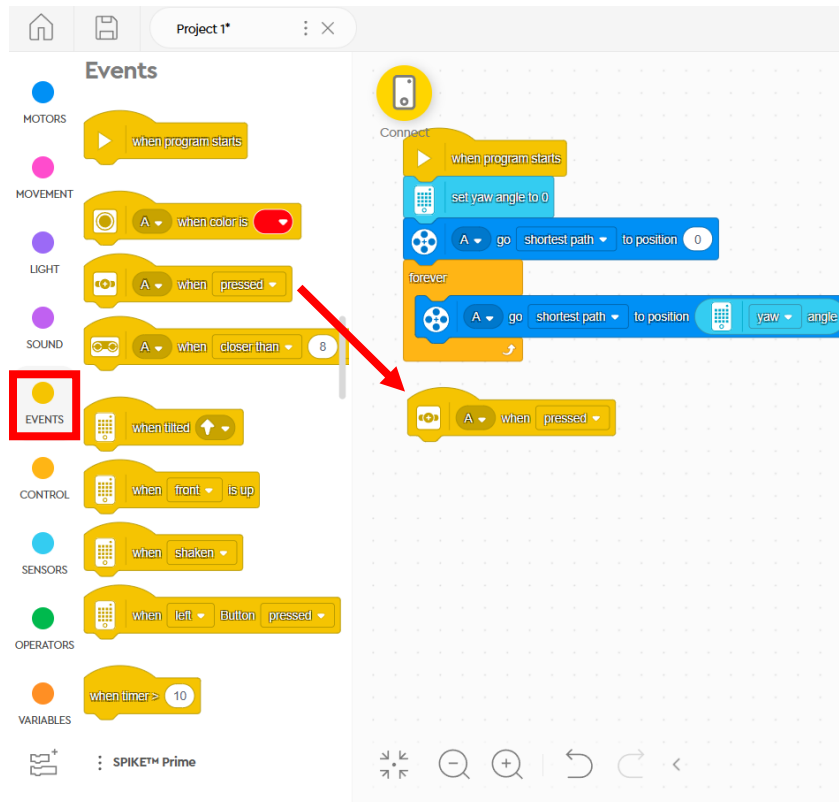 Project 1*
Events
MOTORS
MOVEMENT
LIGHT
SOUND
EVENTS
CONTROL
SENSORS
OPERATORS
VARIABLES
when program starts
A when color is
A when pressed
A when closer than 8
when tilted
when front is up
when shaken
when left Button pressed
when timer > 10
SPIKE™ Prime
Connect
when program starts
set yaw angle to 0
A go shortest path to position 0
forever
A go shortest path to position yaw angle
A when pressed